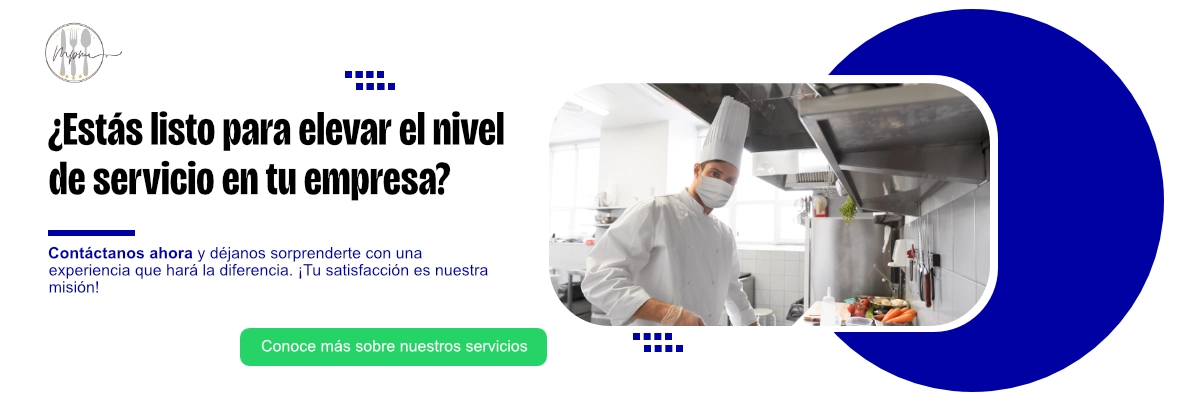 ¿Estás listo para elevar el nivel
de servicio en tu empresa?
Contáctanos ahora y déjanos sorprenderte con una
experiencia que hará la diferencia. ¡Tu satisfacción es nuestra
misión!
Conoce más sobre nuestros servicios